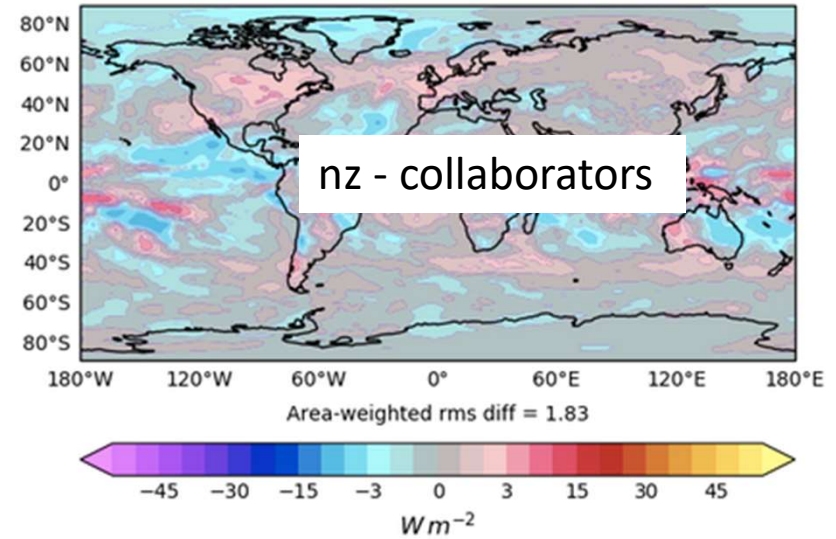 80°N
60°N
40°N
20°N
0°
20°S
40°S
60°S
80°S
nz - collaborators
180°W 120°W 60°W 0° 60°E 120°E 180°E
Area-weighted rms diff = 1.83
−45 −30 −15 −3 0 3 15 30 45
W m⁻²